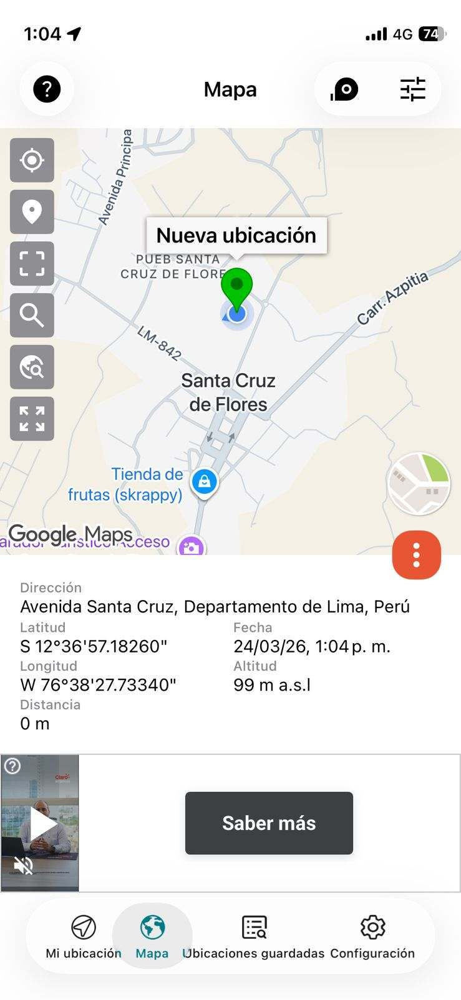 1:04
4G
74
?
Mapa
Avenida Principa
Nueva ubicación
PUEB SANTA
CRUZ DE FLORE
Carr. Azpitia
LM-842
Santa Cruz
de Flores
Tienda de
frutas (skrappy)
Google Maps
Acceso
Dirección
Avenida Santa Cruz, Departamento de Lima, Perú
Latitud
Fecha
S 12°36'57.18260"
24/03/26, 1:04 p. m.
Longitud
Altitud
W 76°38'27.73340"
99 m a.s.l
Distancia
0 m
?
Claro
Saber más
Mi ubicación
Mapa
Ubicaciones guardadas
Configuración